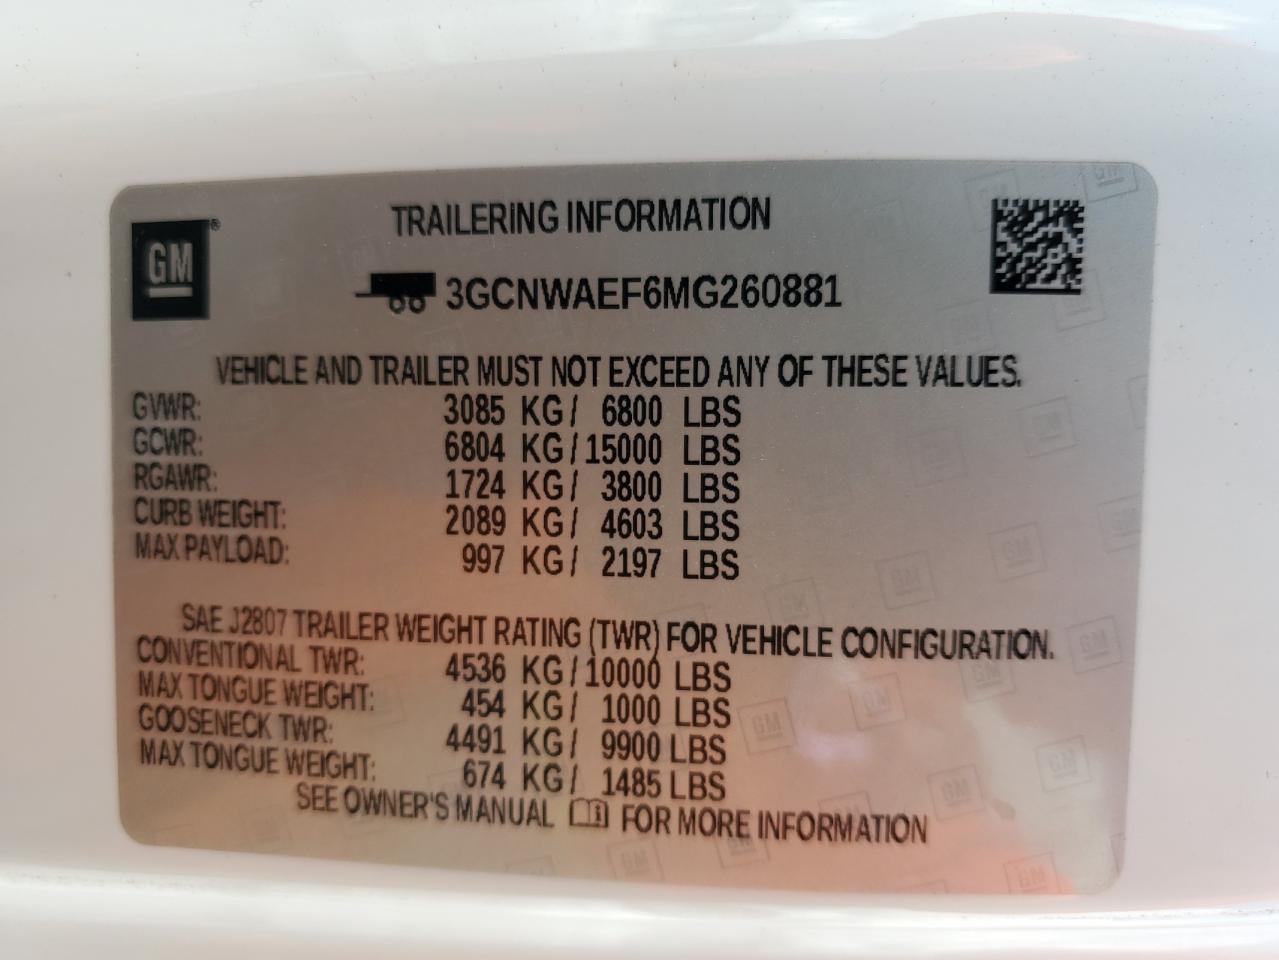 GM ®
TRAILERING INFORMATION
3GCNWAEF6MG260881
VEHICLE AND TRAILER MUST NOT EXCEED ANY OF THESE VALUES.
GVWR: 3085 KG/ 6800 LBS
GCWR: 6804 KG/ 15000 LBS
RGAWR: 1724 KG/ 3800 LBS
CURB WEIGHT: 2089 KG/ 4603 LBS
MAX PAYLOAD: 997 KG/ 2197 LBS
SAE J2807 TRAILER WEIGHT RATING (TWR) FOR VEHICLE CONFIGURATION.
CONVENTIONAL TWR: 4536 KG/ 10000 LBS
MAX TONGUE WEIGHT: 454 KG/ 1000 LBS
GOOSENECK TWR: 4491 KG/ 9900 LBS
MAX TONGUE WEIGHT: 674 KG/ 1485 LBS
SEE OWNER'S MANUAL FOR MORE INFORMATION